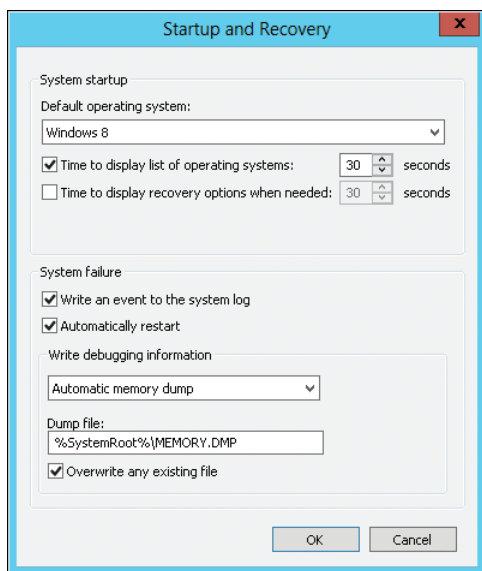 Startup and Recovery
x
System startup
Default operating system:
Windows 8
Time to display list of operating systems: 30 seconds
Time to display recovery options when needed: 30 seconds
System failure
Write an event to the system log
Automatically restart
Write debugging information
Automatic memory dump
Dump file:
%SystemRoot%\MEMORY.DMP
Overwrite any existing file
OK Cancel